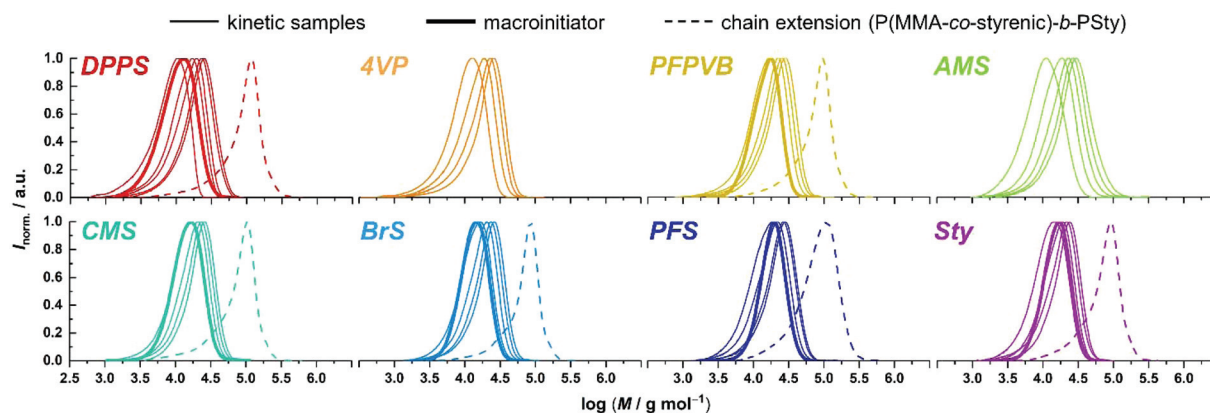 kinetic samples macroinitiator chain extension (P(MMA-co-styrenic)-b-PSty)
DPPS 4VP PFPVB AMS
1.0
0.8
0.6
0.4
0.2
0.0
CMS BrS PFS Sty
1.0
0.8
0.6
0.4
0.2
0.0
Inorm. / a.u.
2.5 3.0 3.5 4.0 4.5 5.0 5.5 6.0 3.0 3.5 4.0 4.5 5.0 5.5 6.0 3.0 3.5 4.0 4.5 5.0 5.5 6.0 3.0 3.5 4.0 4.5 5.0 5.5 6.0
log (M / g mol⁻¹)